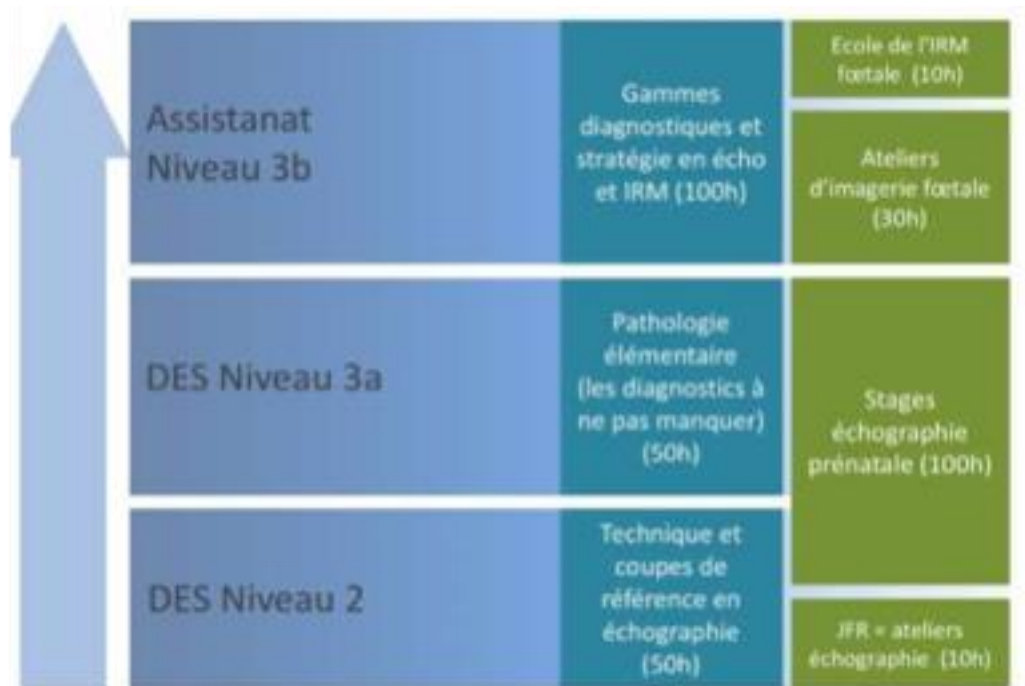 Assistanat
Niveau 3b
Gammes
diagnostiques et
stratégie en écho
et IRM (100h)
Ecole de l'IRM
fœtale (10h)
Ateliers
d'imagerie fœtale
(30h)
DES Niveau 3a
Pathologie
élémentaire
(les diagnostics à
ne pas manquer)
(50h)
Stages
échographie
prénatale (100h)
DES Niveau 2
Technique et
coupes de
référence en
échographie
(50h)
JFR = ateliers
échographie (10h)